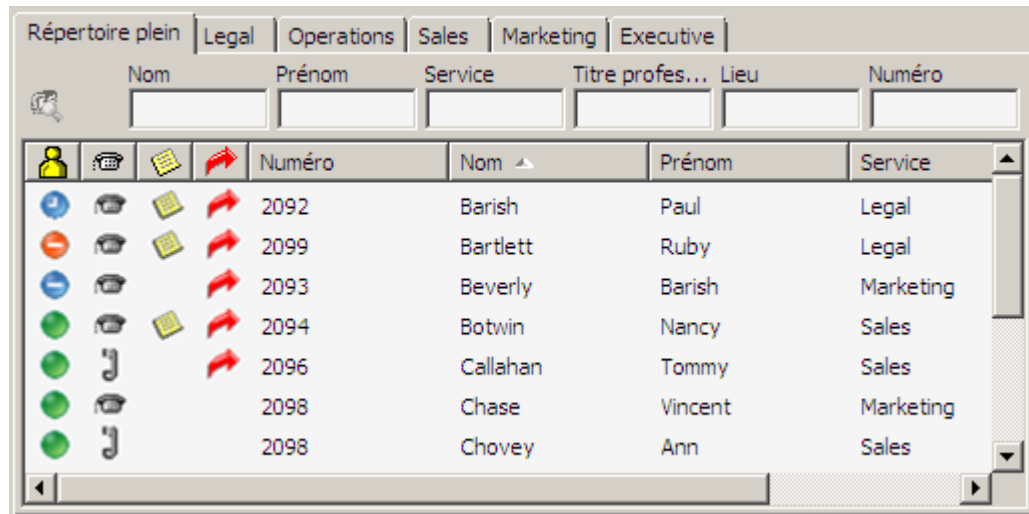 Répertoire plein Legal Operations Sales Marketing Executive
Nom Prénom Service Titre profes... Lieu Numéro
Numéro Nom Prénom Service
2092 Barish Paul Legal
2099 Bartlett Ruby Legal
2093 Beverly Barish Marketing
2094 Botwin Nancy Sales
2096 Callahan Tommy Sales
2098 Chase Vincent Marketing
2098 Chovey Ann Sales